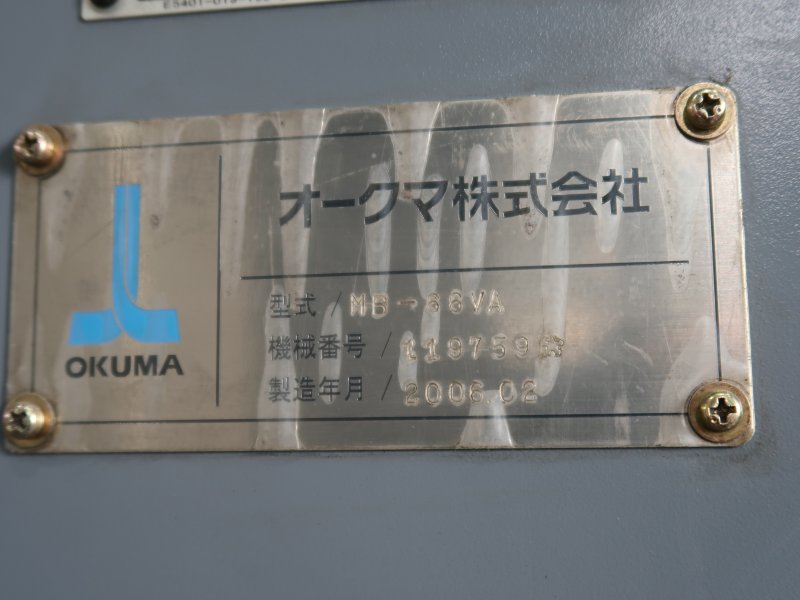 オークマ株式会社
OKUMA
型式 / MB-66VA
機械番号 / 119759
製造年月 / 2006.02